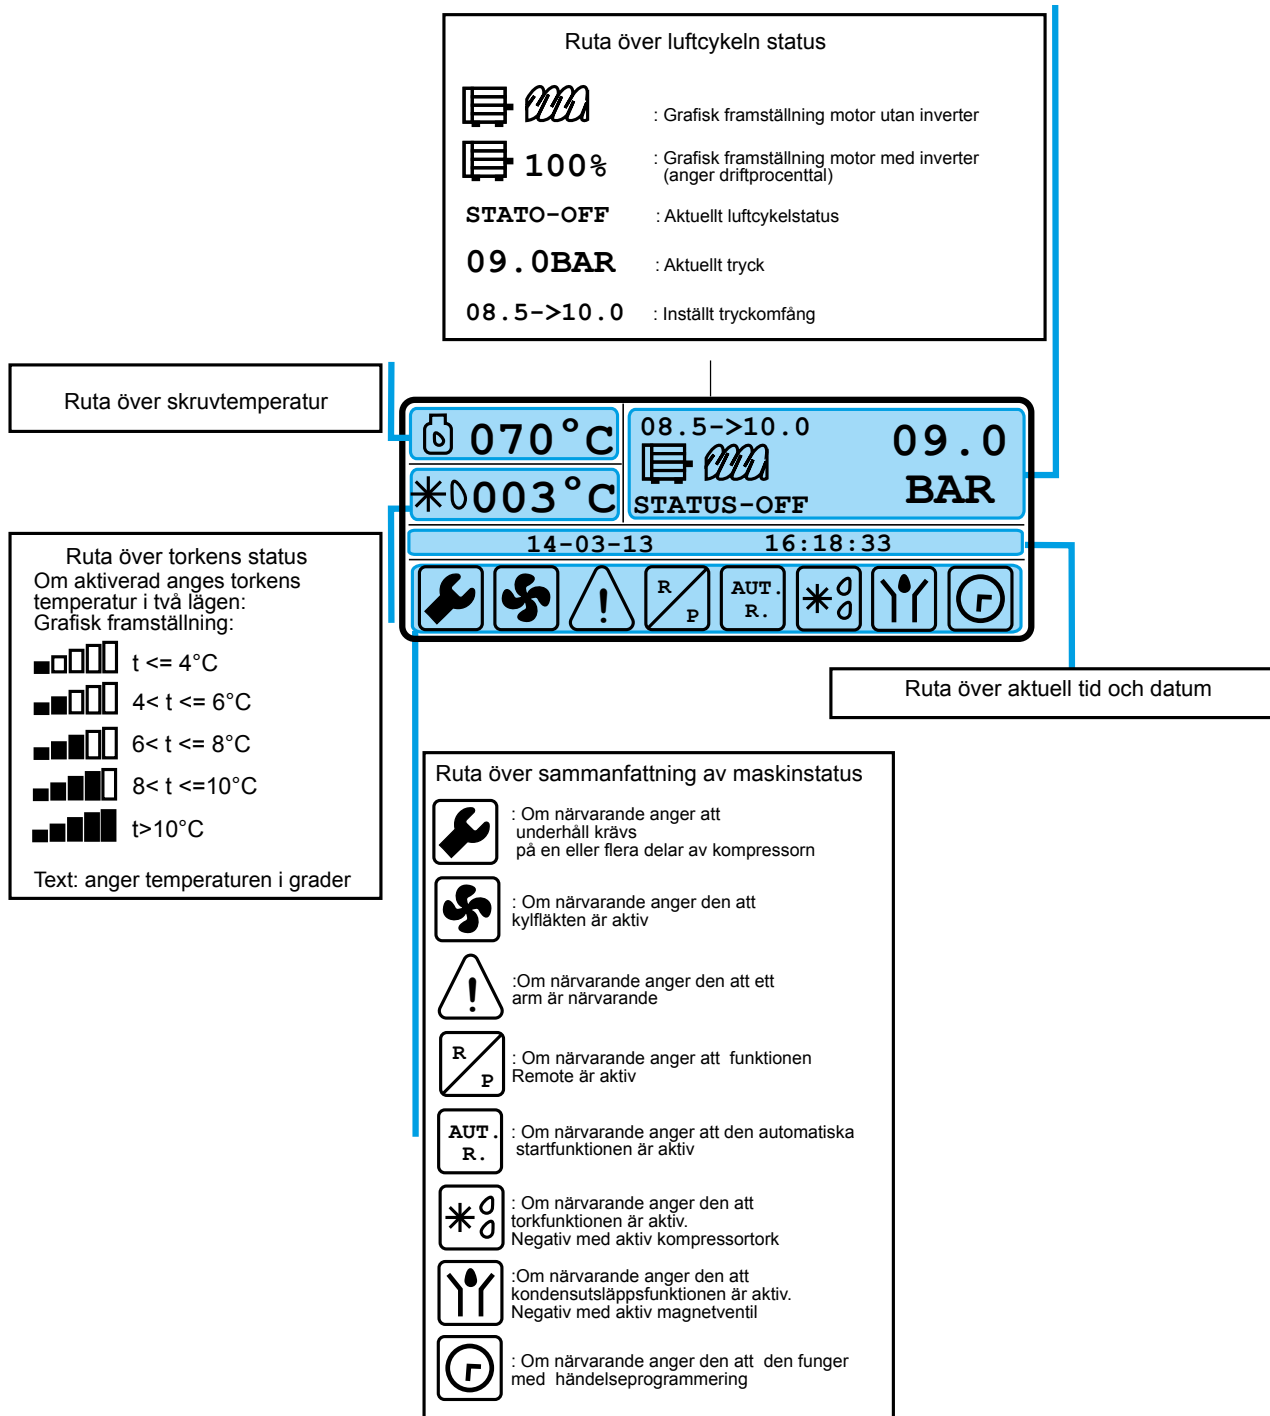 Ruta över luftcykeln status
: Grafisk framställning motor utan inverter
100%
: Grafisk framställning motor med inverter
(anger driftprocenttal)
STATO-OFF
: Aktuellt luftcykelstatus
09.0BAR
: Aktuellt tryck
08.5->10.0
: Inställt tryckomfång
Ruta över skruvtemperatur
070°C
08.5->10.0
09.0
BAR
003°C
STATUS-OFF
14-03-13 16:18:33
R
P
AUT.
R.
Ruta över torkens status
Om aktiverad anges torkens
temperatur i två lägen:
Grafisk framställning:
t <= 4°C
4< t <= 6°C
6< t <= 8°C
8< t <=10°C
t>10°C
Text: anger temperaturen i grader
Ruta över aktuell tid och datum
Ruta över sammanfattning av maskinstatus
: Om närvarande anger att
underhåll krävs
på en eller flera delar av kompressorn
: Om närvarande anger den att
kylfläkten är aktiv
:Om närvarande anger den att ett
arm är närvarande
R
P
: Om närvarande anger att funktionen
Remote är aktiv
AUT.
R.
: Om närvarande anger att den automatiska
startfunktionen är aktiv
: Om närvarande anger den att
torkfunktionen är aktiv.
Negativ med aktiv kompressortork
:Om närvarande anger den att
kondensutsläppsfunktionen är aktiv.
Negativ med aktiv magnetventil
: Om närvarande anger den att den funger
med händelseprogrammering